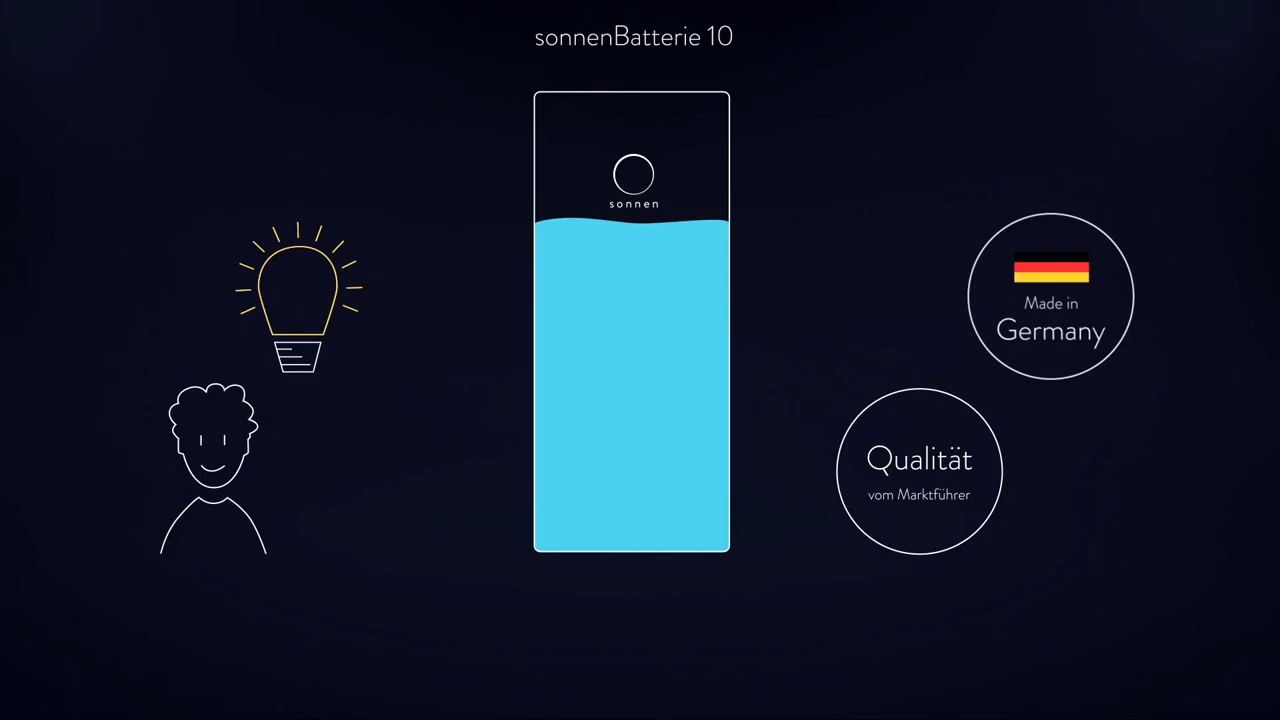 sonnenBatterie 10
sonnen
Made in
Germany
Qualität
vom Marktführer